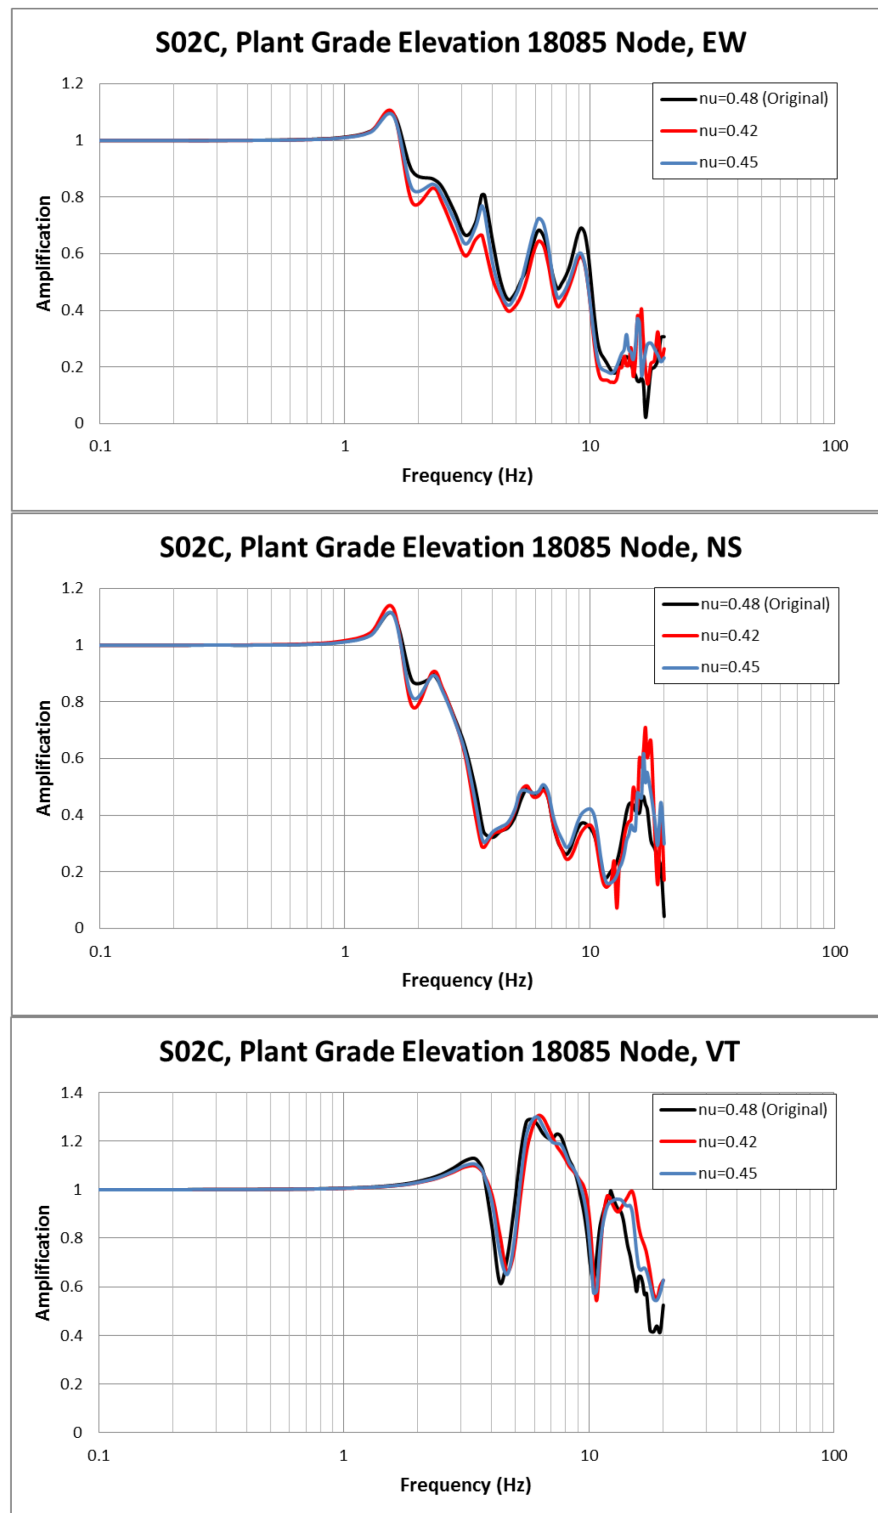 S02C, Plant Grade Elevation 18085 Node, EW
1.2
1
0.8
0.6
0.4
0.2
0
Amplification
nu=0.48 (Original)
nu=0.42
nu=0.45
0.1 1 10 100
Frequency (Hz)
S02C, Plant Grade Elevation 18085 Node, NS
1.2
1
0.8
0.6
0.4
0.2
0
Amplification
nu=0.48 (Original)
nu=0.42
nu=0.45
0.1 1 10 100
Frequency (Hz)
S02C, Plant Grade Elevation 18085 Node, VT
1.4
1.2
1
0.8
0.6
0.4
0.2
0
Amplification
nu=0.48 (Original)
nu=0.42
nu=0.45
0.1 1 10 100
Frequency (Hz)